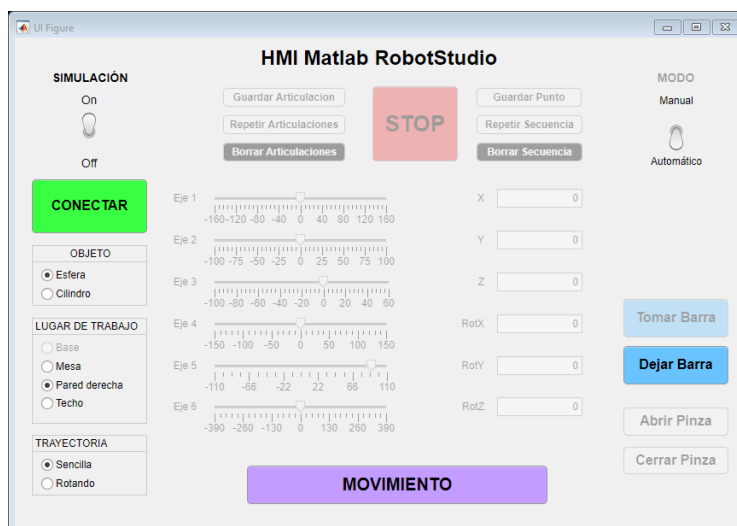 UI Figure
HMI Matlab RobotStudio
SIMULACIÓN
On
Off
Guardar Articulacion
Repetir Articulaciones
Borrar Articulaciones
STOP
Guardar Punto
Repetir Secuencia
Borrar Secuencia
MODO
Manual
Automático
CONECTAR
OBJETO
Esfera
Cilindro
LUGAR DE TRABAJO
Base
Mesa
Pared derecha
Techo
TRAYECTORIA
Sencilla
Rotando
Eje 1
-160 -120 -80 -40 0 40 80 120 160
Eje 2
-100 -75 -50 -25 0 25 50 75 100
Eje 3
-100 -80 -60 -40 -20 0 20 40 60
Eje 4
-150 -100 -50 0 50 100 150
Eje 5
-110 -66 -22 22 66 110
Eje 6
-390 -260 -130 0 130 260 390
X 0
Y 0
Z 0
RotX 0
RotY 0
RotZ 0
Tomar Barra
Dejar Barra
Abrir Pinza
Cerrar Pinza
MOVIMIENTO